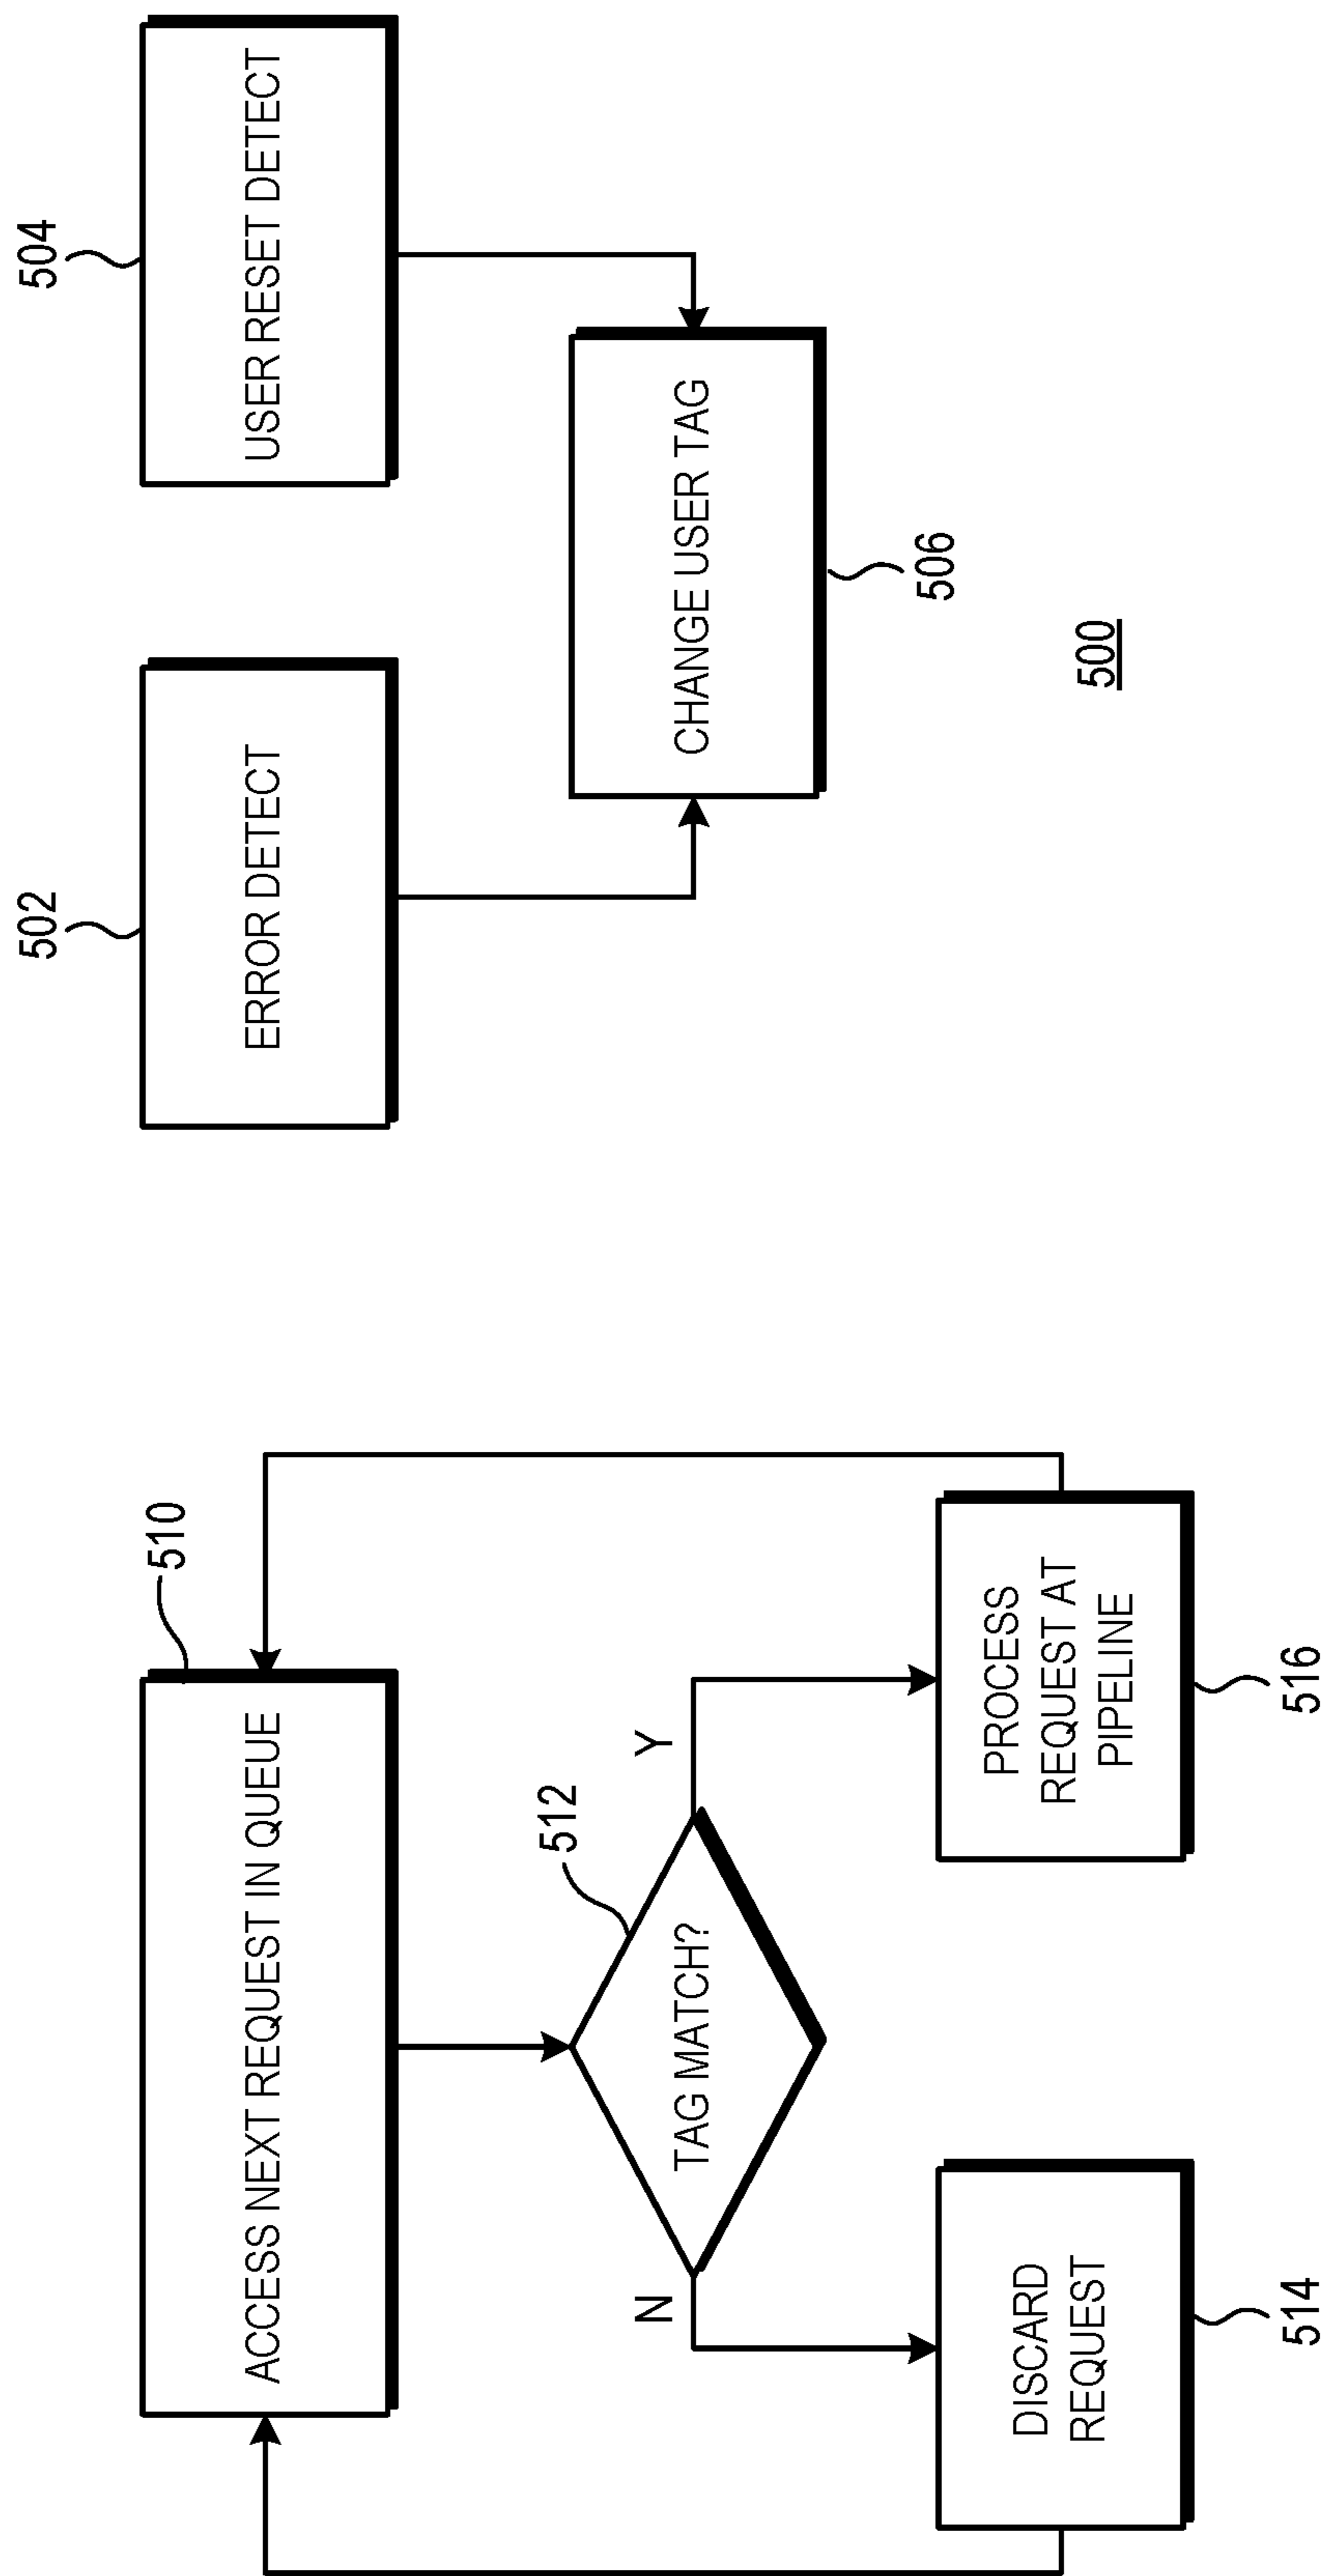 510
ACCESS NEXT REQUEST IN QUEUE
512
TAG MATCH?
N
Y
DISCARD
REQUEST
514
PROCESS
REQUEST AT
PIPELINE
516
502
ERROR DETECT
504
USER RESET DETECT
CHANGE USER TAG
506
500